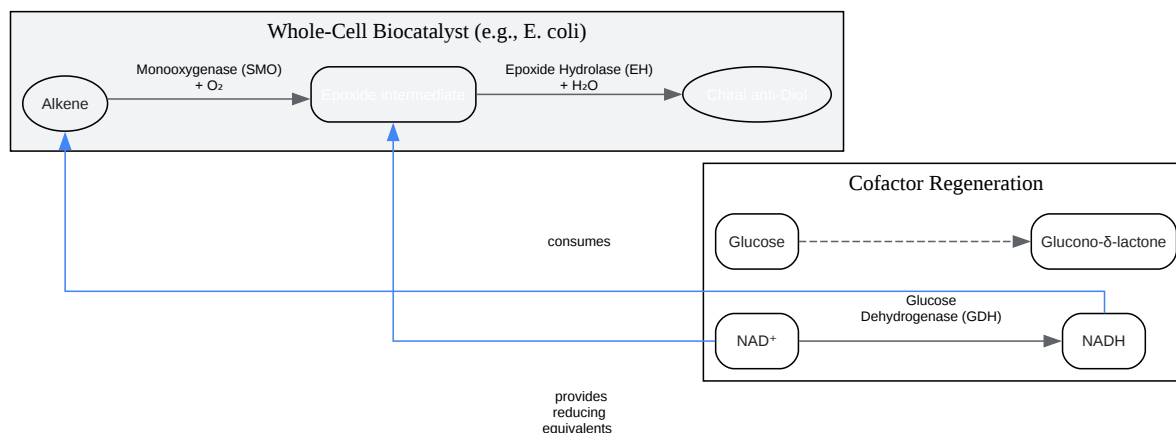 Whole-Cell Biocatalyst (e.g., E. coli)
Monooxygenase (SMO)
+ O₂
Epoxide Hydrolase (EH)
+ H₂O
Alkene
Epoxide intermediate
Chiral anti-Diol
Cofactor Regeneration
Glucose
Glucono-δ-lactone
consumes
Glucose
Dehydrogenase (GDH)
NAD⁺
NADH
provides
reducing
equivalents